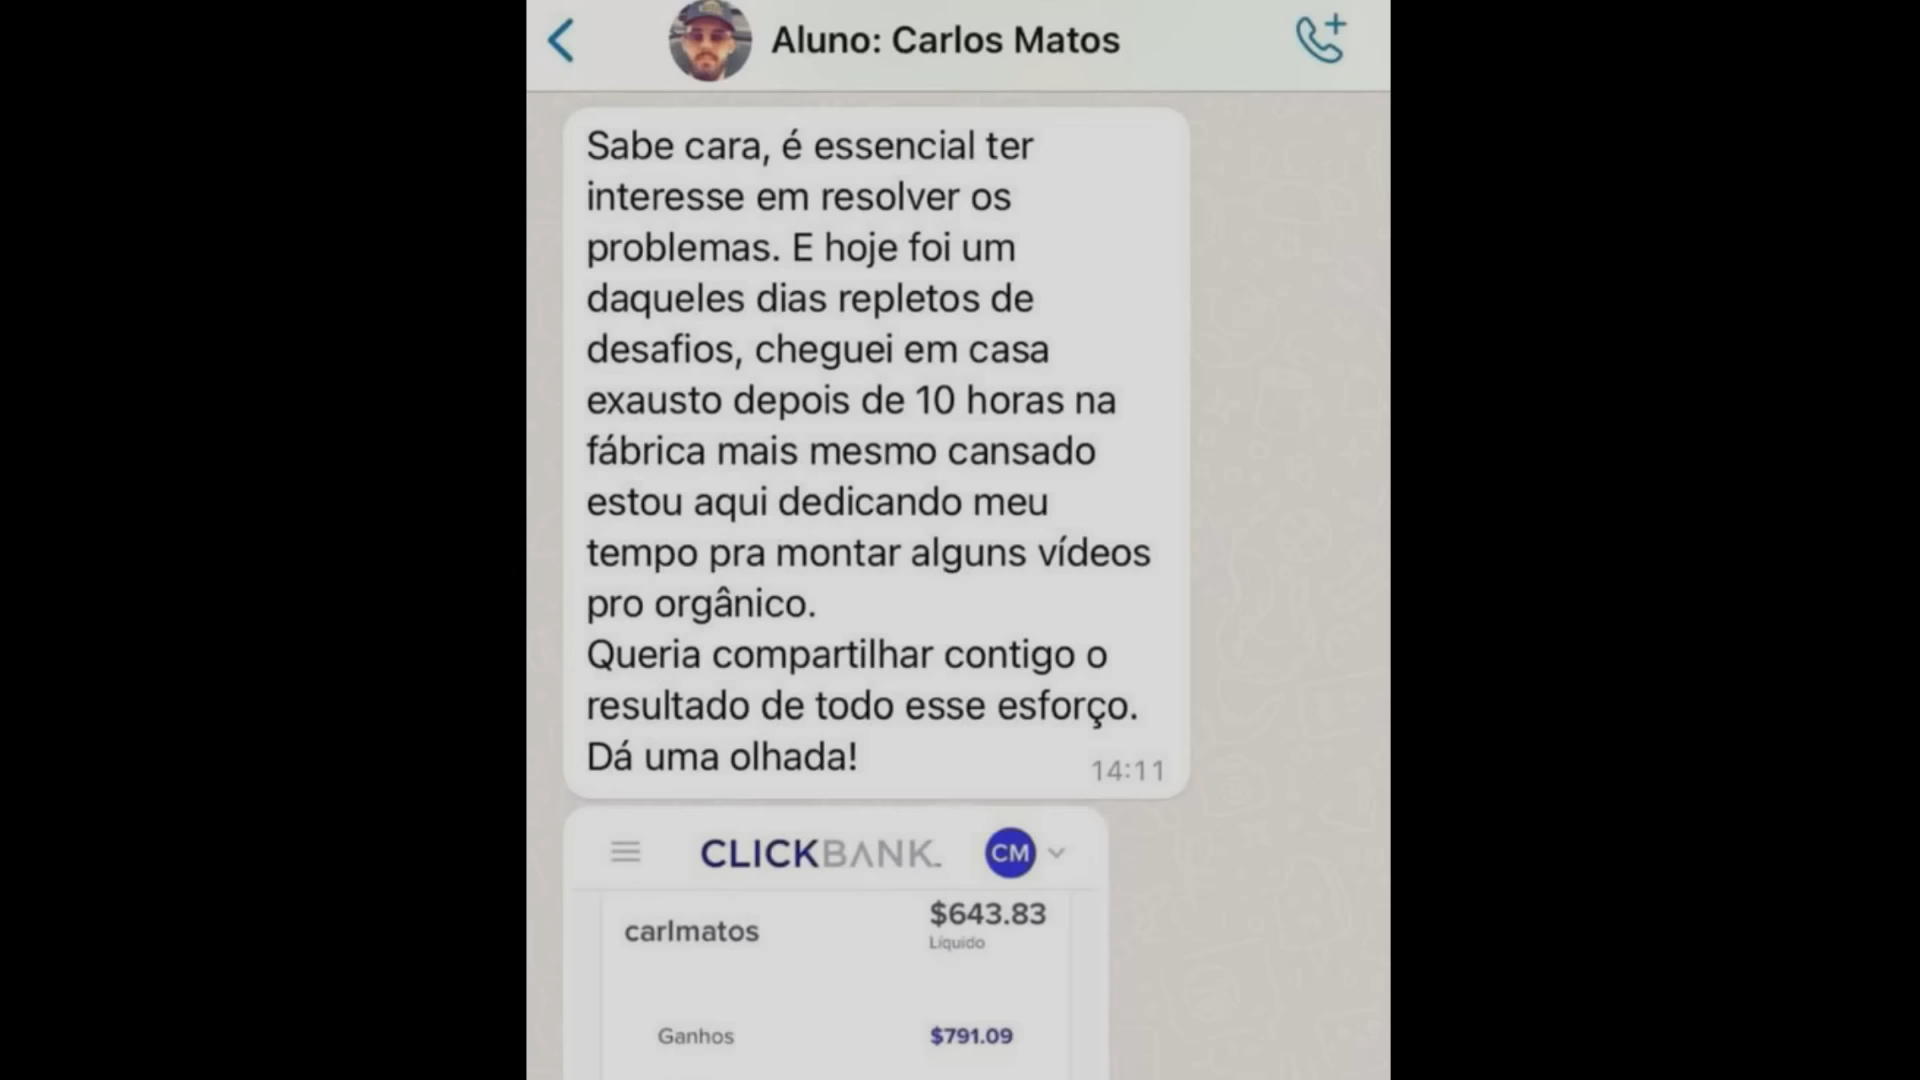 Aluno: Carlos Matos
Sabe cara, é essencial ter
interesse em resolver os
problemas. E hoje foi um
daqueles dias repletos de
desafios, cheguei em casa
exausto depois de 10 horas na
fábrica mais mesmo cansado
estou aqui dedicando meu
tempo pra montar alguns vídeos
pro orgânico.
Queria compartilhar contigo o
resultado de todo esse esforço.
Dá uma olhada!
14:11
CLICKBANK
CM
carlmatos
$643.83
Líquido
Ganhos
$791.09